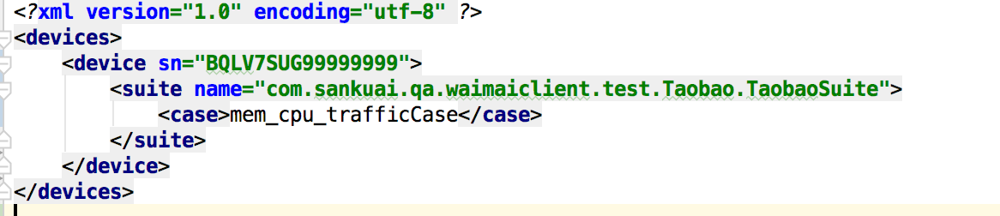 <?xml version="1.0" encoding="utf-8" ?>
<devices>
    <device sn="BQLV7SUG99999999">
        <suite name="com.sankuai.qa.waimaiclient.test.Taobao.TaobaoSuite">
            <case>mem_cpu_trafficCase</case>
        </suite>
    </device>
</devices>